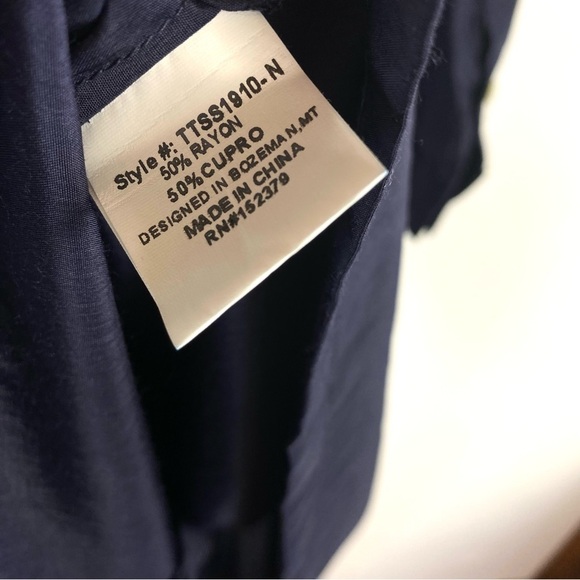 Style #: TTSS1910-N
50% RAYON
50%CUPRO
DESIGNED IN BOZEMAN,MT
MADE IN CHINA
RN#152379